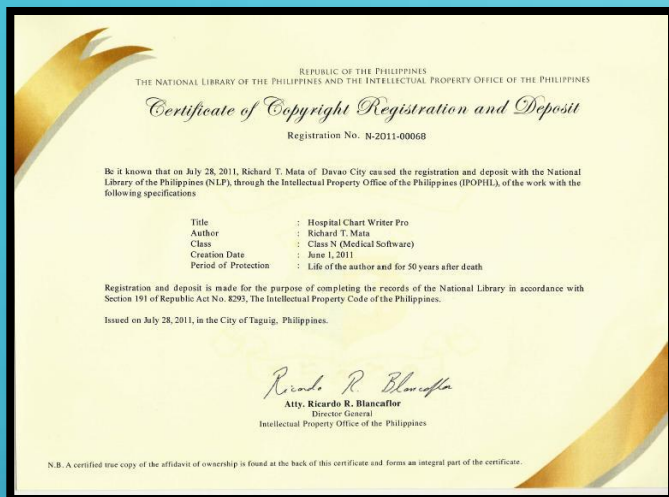 REPUBLIC OF THE PHILIPPINES
THE NATIONAL LIBRARY OF THE PHILIPPINES AND THE INTELLECTUAL PROPERTY OFFICE OF THE PHILIPPINES
Certificate of Copyright Registration and Deposit
Registration No. N-2011-00068
Be it known that on July 28, 2011, Richard T. Mata of Davao City caused the registration and deposit with the National
Library of the Philippines (NLP), through the Intellectual Property Office of the Philippines (IPOPHL), of the work with the
following specifications
Title : Hospital Chart Writer Pro
Author : Richard T. Mata
Class : Class N (Medical Software)
Creation Date : June 1, 2011
Period of Protection : Life of the author and for 50 years after death
Registration and deposit is made for the purpose of completing the records of the National Library in accordance with
Section 191 of Republic Act No. 8293, The Intellectual Property Code of the Philippines.
Issued on July 28, 2011, in the City of Taguig, Philippines.
Ricardo R. Blancaflor
Atty. Ricardo R. Blancaflor
Director General
Intellectual Property Office of the Philippines
N.B. A certified true copy of the affidavit of ownership is found at the back of this certificate and forms an integral part of the certificate.